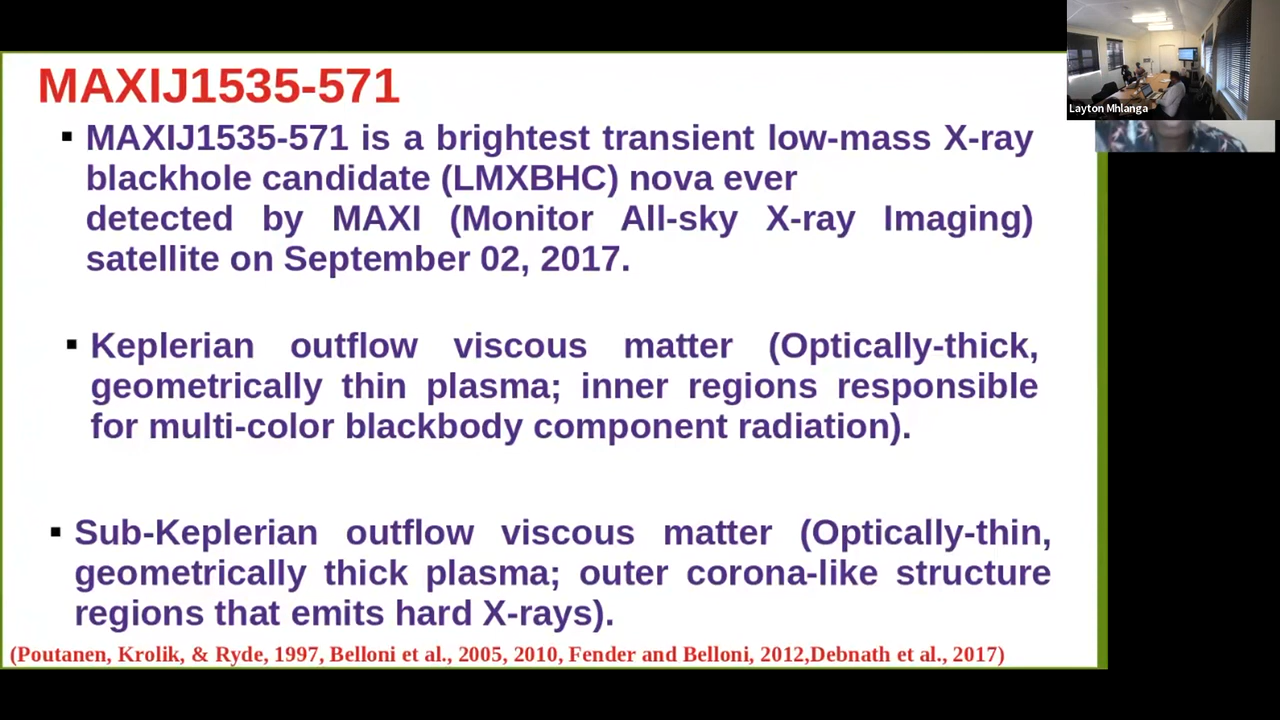 MAXIJ1535-571
▪ MAXIJ1535-571 is a brightest transient low-mass X-ray
blackhole candidate (LMXBHC) nova ever
detected by MAXI (Monitor All-sky X-ray Imaging)
satellite on September 02, 2017.
▪ Keplerian outflow viscous matter (Optically-thick,
geometrically thin plasma; inner regions responsible
for multi-color blackbody component radiation).
▪ Sub-Keplerian outflow viscous matter (Optically-thin,
geometrically thick plasma; outer corona-like structure
regions that emits hard X-rays).
(Poutanen, Krolik, & Ryde, 1997, Belloni et al., 2005, 2010, Fender and Belloni, 2012,Debnath et al., 2017)
Layton Mhlanga